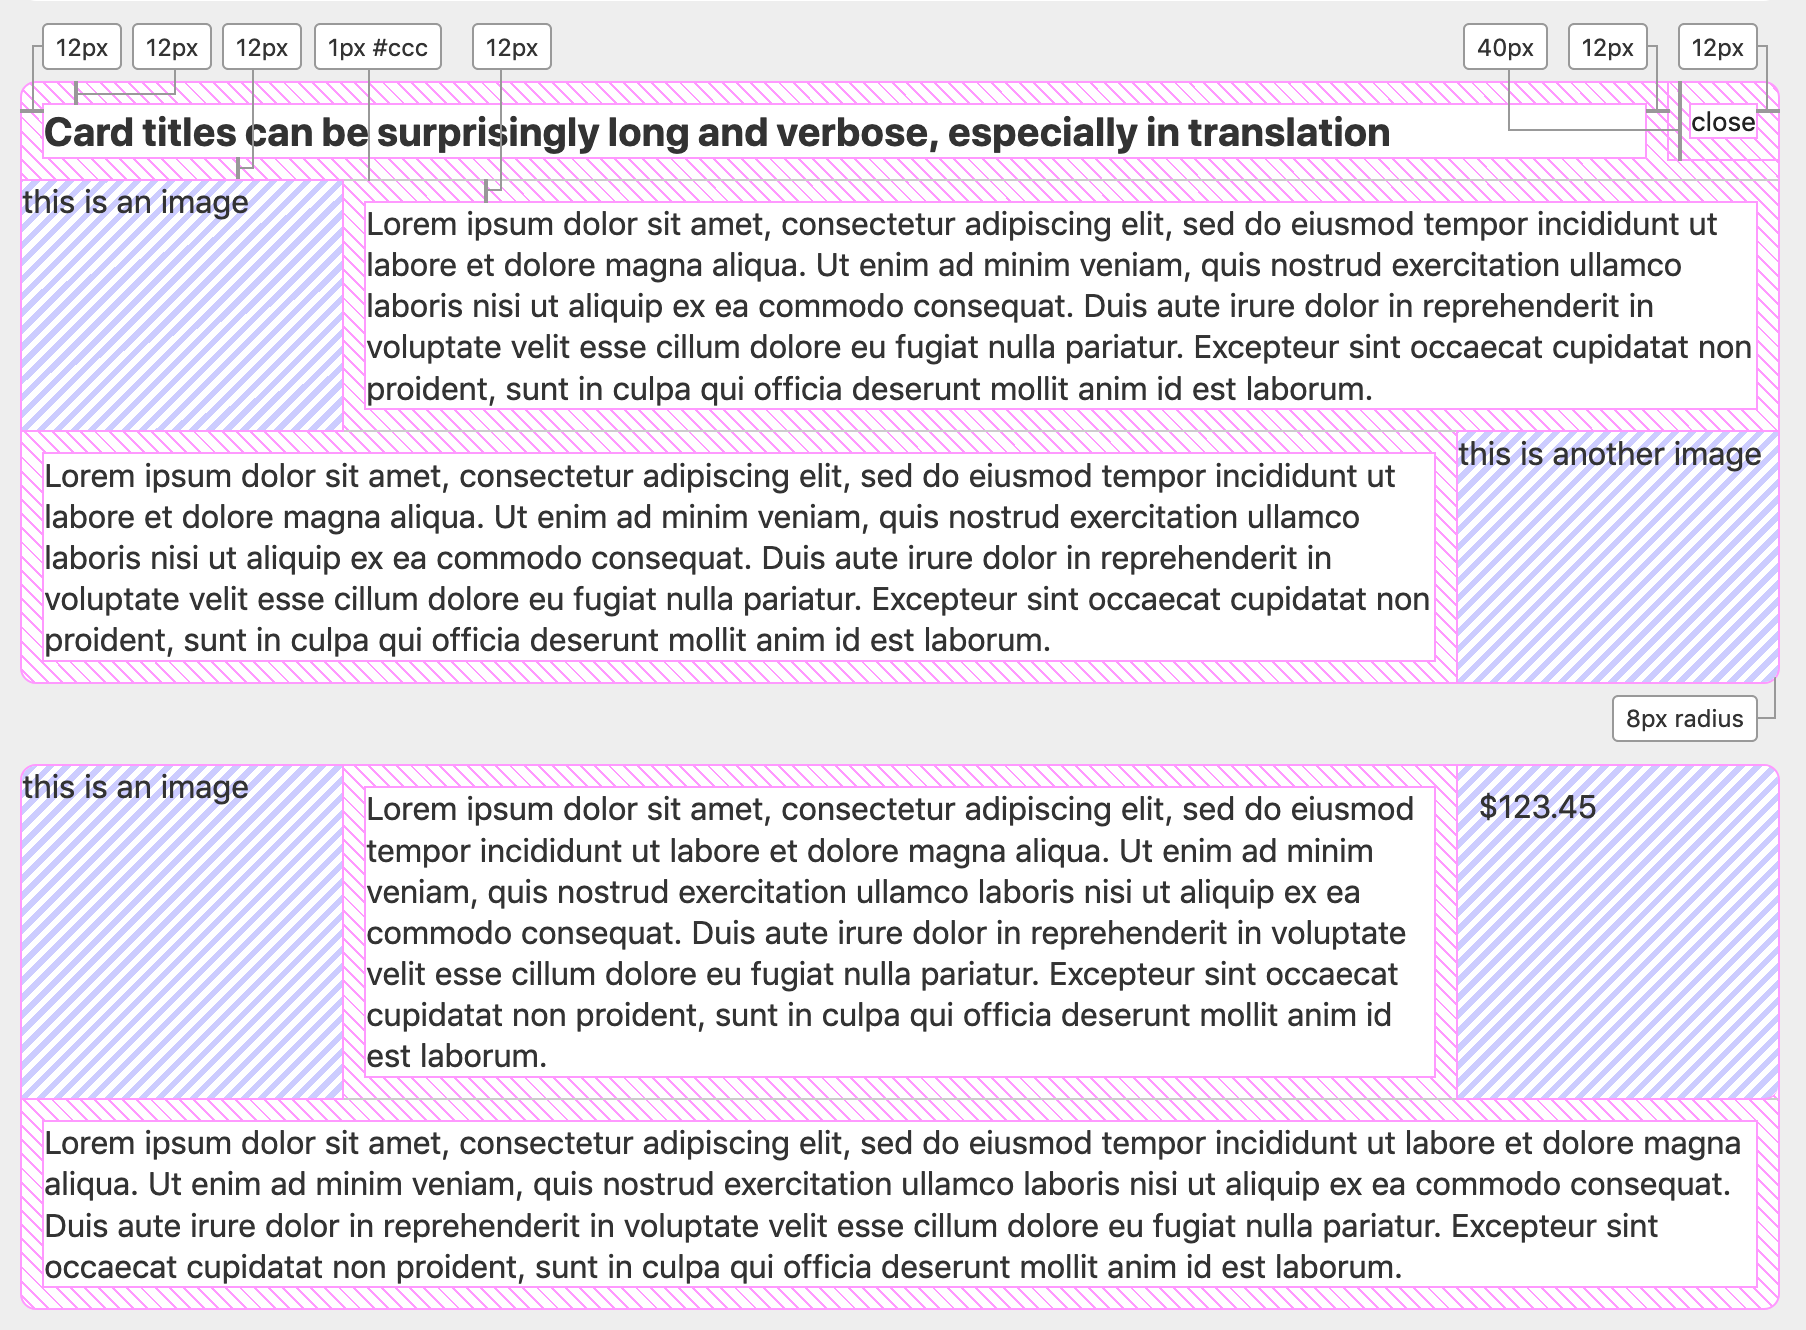 12px 12px 12px 1px #ccc 12px 40px 12px 12px
Card titles can be surprisingly long and verbose, especially in translation
close
this is an image
Lorem ipsum dolor sit amet, consectetur adipiscing elit, sed do eiusmod tempor incididunt ut
labore et dolore magna aliqua. Ut enim ad minim veniam, quis nostrud exercitation ullamco
laboris nisi ut aliquip ex ea commodo consequat. Duis aute irure dolor in reprehenderit in
voluptate velit esse cillum dolore eu fugiat nulla pariatur. Excepteur sint occaecat cupidatat non
proident, sunt in culpa qui officia deserunt mollit anim id est laborum.
Lorem ipsum dolor sit amet, consectetur adipiscing elit, sed do eiusmod tempor incididunt ut
labore et dolore magna aliqua. Ut enim ad minim veniam, quis nostrud exercitation ullamco
laboris nisi ut aliquip ex ea commodo consequat. Duis aute irure dolor in reprehenderit in
voluptate velit esse cillum dolore eu fugiat nulla pariatur. Excepteur sint occaecat cupidatat non
proident, sunt in culpa qui officia deserunt mollit anim id est laborum.
this is another image
8px radius
this is an image
Lorem ipsum dolor sit amet, consectetur adipiscing elit, sed do eiusmod
tempor incididunt ut labore et dolore magna aliqua. Ut enim ad minim
veniam, quis nostrud exercitation ullamco laboris nisi ut aliquip ex ea
commodo consequat. Duis aute irure dolor in reprehenderit in voluptate
velit esse cillum dolore eu fugiat nulla pariatur. Excepteur sint occaecat
cupidatat non proident, sunt in culpa qui officia deserunt mollit anim id
est laborum.
$123.45
Lorem ipsum dolor sit amet, consectetur adipiscing elit, sed do eiusmod tempor incididunt ut labore et dolore magna
aliqua. Ut enim ad minim veniam, quis nostrud exercitation ullamco laboris nisi ut aliquip ex ea commodo consequat.
Duis aute irure dolor in reprehenderit in voluptate velit esse cillum dolore eu fugiat nulla pariatur. Excepteur sint
occaecat cupidatat non proident, sunt in culpa qui officia deserunt mollit anim id est laborum.